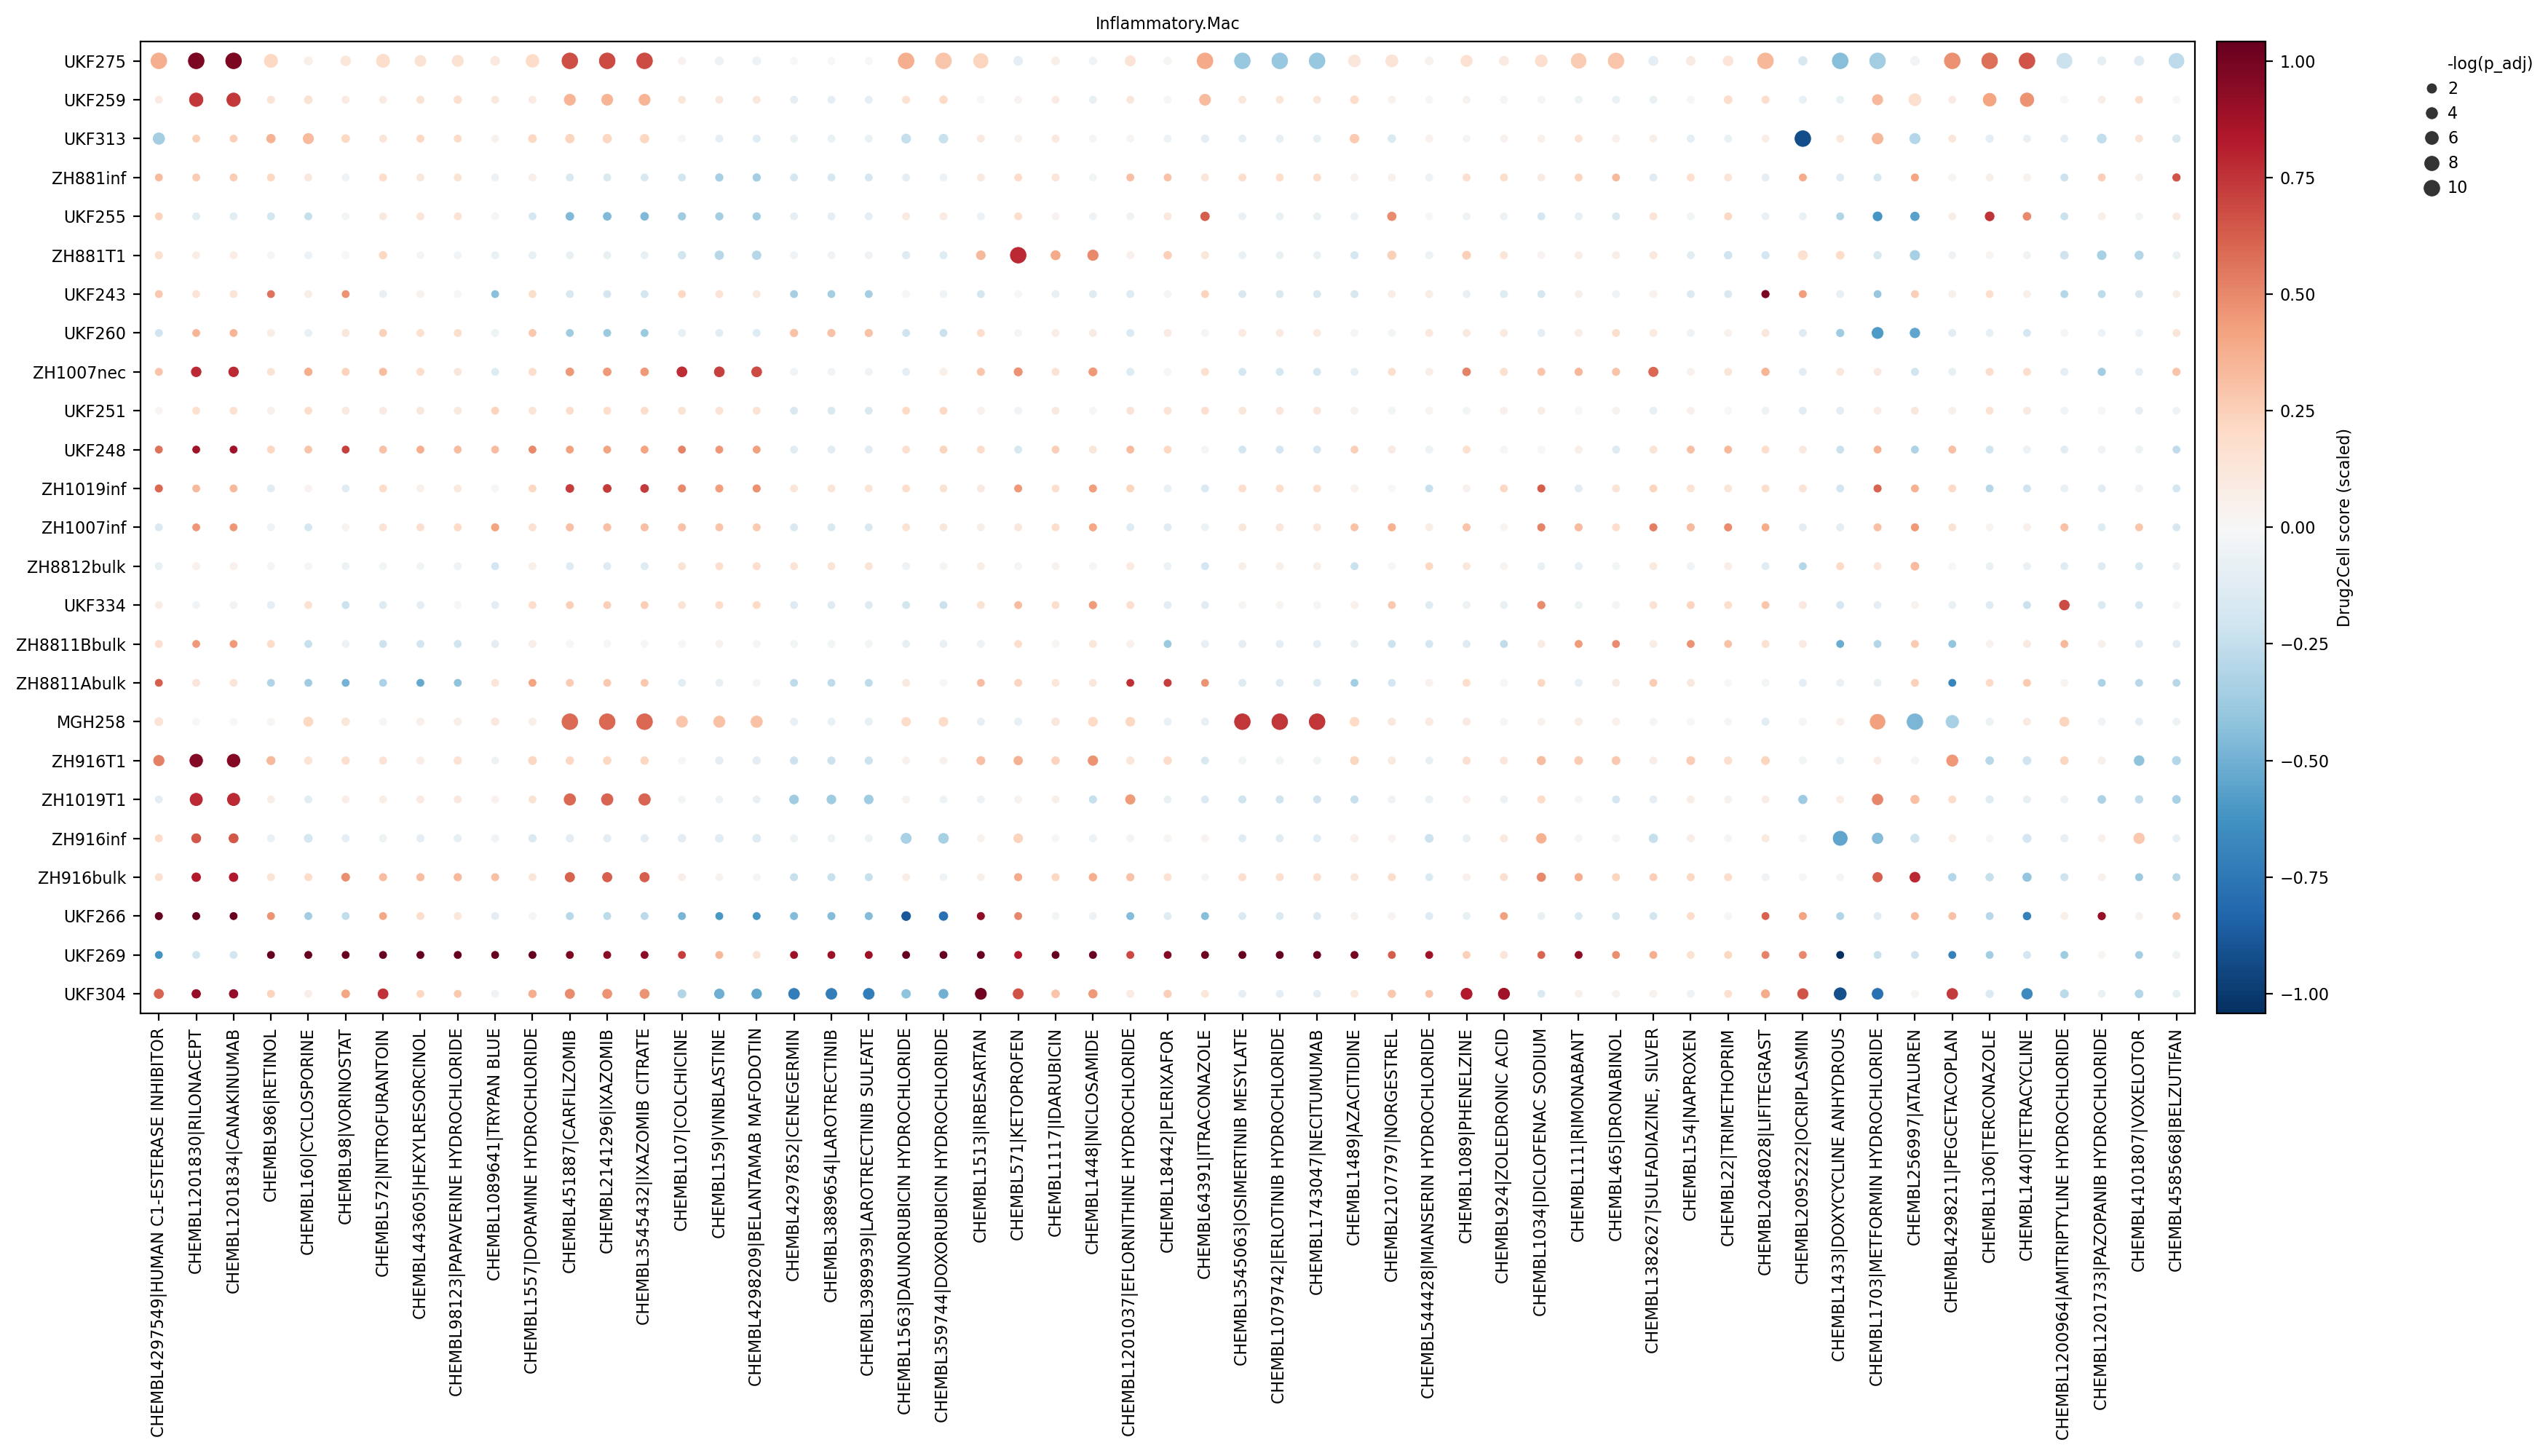 Inflammatory.Mac
UKF275
UKF259
UKF313
ZH881inf
UKF255
ZH881T1
UKF243
UKF260
ZH1007nec
UKF251
UKF248
ZH1019inf
ZH1007inf
ZH8812bulk
UKF334
ZH8811Bbulk
ZH8811Abulk
MGH258
ZH916T1
ZH1019T1
ZH916inf
ZH916bulk
UKF266
UKF269
UKF304
CHEMBL4297549|HUMAN C1-ESTERASE INHIBITOR
CHEMBL1201830|RILONACEPT
CHEMBL1201834|CANAKINUMAB
CHEMBL986|RETINOL
CHEMBL160|CYCLOSPORINE
CHEMBL98|VORINOSTAT
CHEMBL572|NITROFURANTOIN
CHEMBL443605|HEXYLRESORCINOL
CHEMBL98123|PAPAVERINE HYDROCHLORIDE
CHEMBL1089641|TRYPAN BLUE
CHEMBL1557|DOPAMINE HYDROCHLORIDE
CHEMBL451887|CARFILZOMIB
CHEMBL2141296|IXAZOMIB
CHEMBL3545432|IXAZOMIB CITRATE
CHEMBL107|COLCHICINE
CHEMBL159|VINBLASTINE
CHEMBL4298209|BELANTAMAB MAFODOTIN
CHEMBL4297852|CENEGERMIN
CHEMBL3889654|LAROTRECTINIB
CHEMBL3989939|LAROTRECTINIB SULFATE
CHEMBL1563|DAUNORUBICIN HYDROCHLORIDE
CHEMBL359744|DOXORUBICIN HYDROCHLORIDE
CHEMBL1513|IRBESARTAN
CHEMBL571|KETOPROFEN
CHEMBL1117|IDARUBICIN
CHEMBL1448|NICLOSAMIDE
CHEMBL1201037|EFLORNITHINE HYDROCHLORIDE
CHEMBL18442|PLERIXAFOR
CHEMBL64391|ITRACONAZOLE
CHEMBL3545063|OSIMERTINIB MESYLATE
CHEMBL1079742|ERLOTINIB HYDROCHLORIDE
CHEMBL1743047|NECITUMUMAB
CHEMBL1489|AZACITIDINE
CHEMBL2107797|NORGESTREL
CHEMBL544428|MIANSERIN HYDROCHLORIDE
CHEMBL1089|PHENELZINE
CHEMBL924|ZOLEDRONIC ACID
CHEMBL1034|DICLOFENAC SODIUM
CHEMBL111|RIMONABANT
CHEMBL465|DRONABINOL
CHEMBL1382627|SULFADIAZINE, SILVER
CHEMBL154|NAPROXEN
CHEMBL22|TRIMETHOPRIM
CHEMBL2048028|LIFITEGRAST
CHEMBL2095222|OCRIPLASMIN
CHEMBL1433|DOXYCYCLINE ANHYDROUS
CHEMBL1703|METFORMIN HYDROCHLORIDE
CHEMBL256997|ATALUREN
CHEMBL4298211|PEGCETACOPLAN
CHEMBL1306|TERCONAZOLE
CHEMBL1440|TETRACYCLINE
CHEMBL1200964|AMITRIPTYLINE HYDROCHLORIDE
CHEMBL1201733|PAZOPANIB HYDROCHLORIDE
CHEMBL4101807|VOXELOTOR
CHEMBL4585668|BELZUTIFAN
1.00
0.75
0.50
0.25
0.00
−0.25
−0.50
−0.75
−1.00
Drug2Cell score (scaled)
-log(p_adj)
2
4
6
8
10